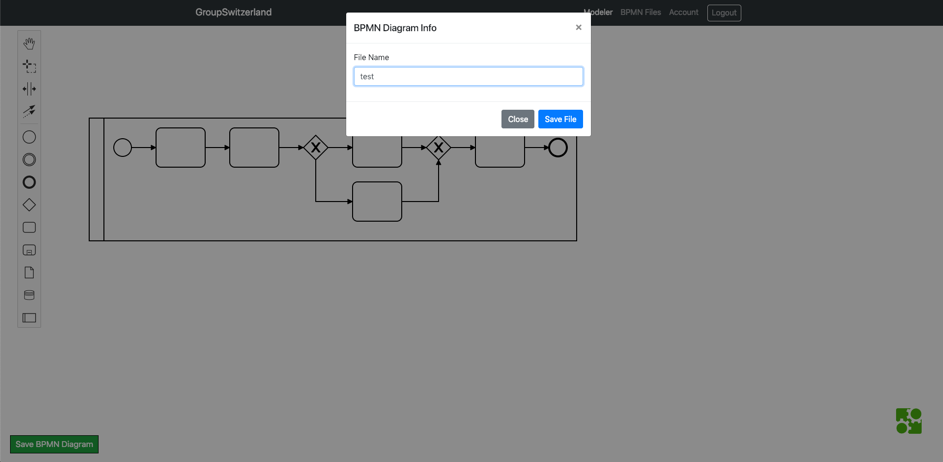 GroupSwitzerland
Modeler BPMN Files Account Logout
BPMN Diagram Info ×
File Name
test
Close Save File
X X
Save BPMN Diagram